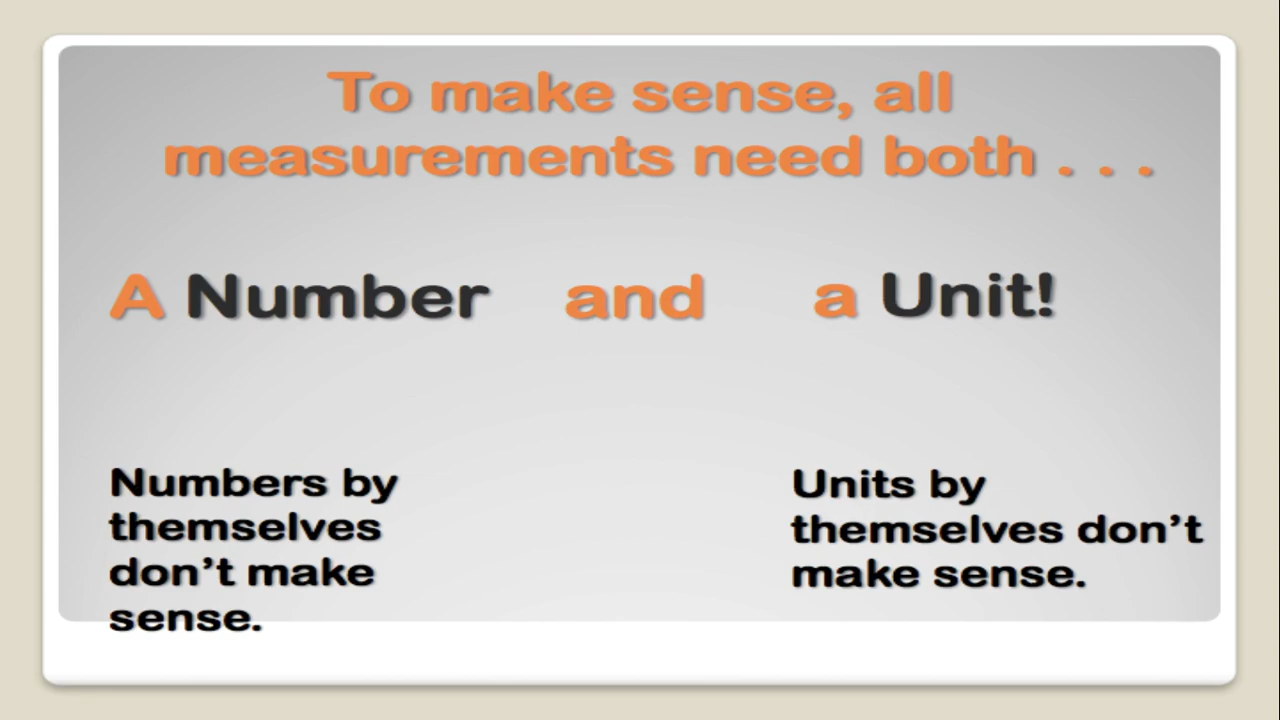 To make sense, all
measurements need both . . .
A Number and a Unit!
Numbers by
themselves
don’t make
sense.
Units by
themselves don’t
make sense.